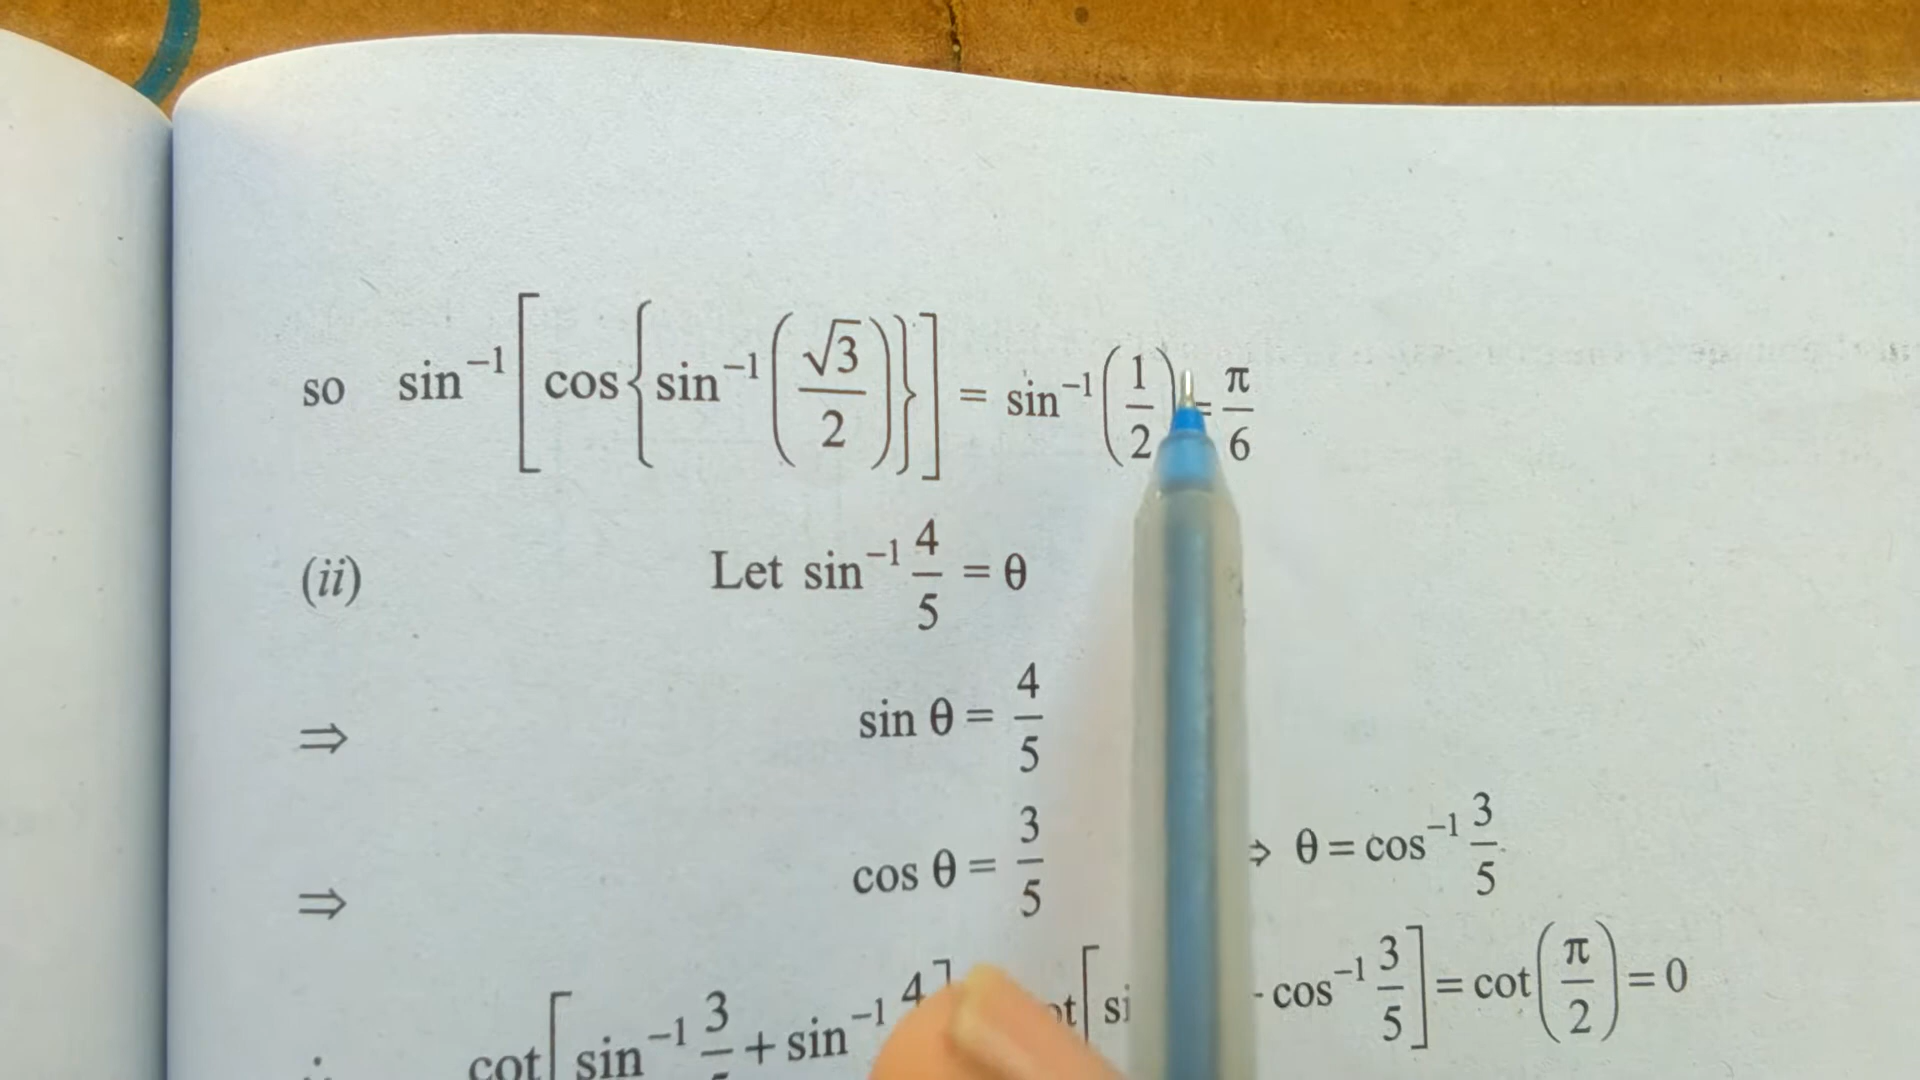 so sin⁻¹[cos{sin⁻¹(√3/2)}] = sin⁻¹(1/2) = π/6
(ii) Let sin⁻¹ 4/5 = θ
⇒ sin θ = 4/5
⇒ cos θ = 3/5 ⇒ θ = cos⁻¹ 3/5
∴ cot[sin⁻¹ 3/ + sin⁻¹ 4 ] cos⁻¹ 3/5] = cot(π/2) = 0